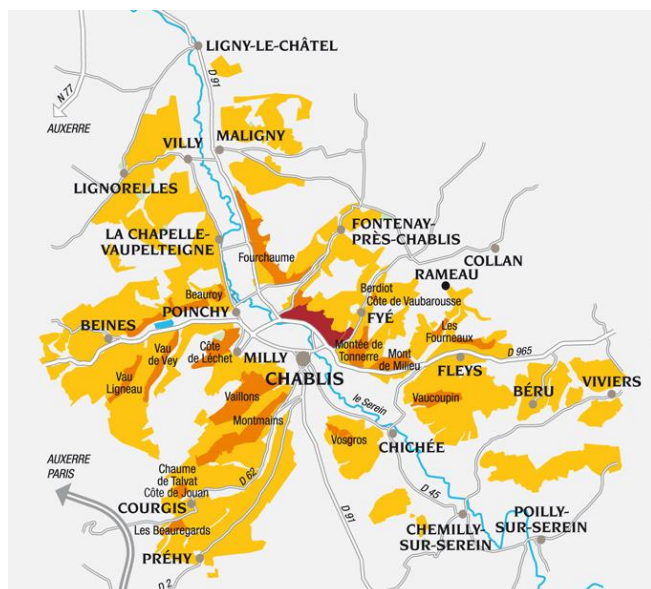 LIGNY-LE-CHÂTEL
N 77
D 91
AUXERRE
MALIGNY
VILLY
LIGNORELLES
FONTENAY-
PRÈS-CHABLIS
LA CHAPELLE-
VAUPELTEIGNE
Fourchaume
COLLAN
RAMEAU
Berdiot
Côte de Vaubarousse
Beauroy
POINCHY
FYÉ
BEINES
Les
Fourneaux
Côte
de Léchet
Vau
de Vey
MILLY
Montée de
Tonnerre
Mont
de Milieu
D 965
FLEYS
CHABLIS
Vau
Ligneau
Vaillons
BÉRU
VIVIERS
Vaucoupin
le Serein
Montmains
Vosgros
CHICHÉE
AUXERRE
PARIS
Chaume
de Talvat
Côte de Jouan
D 62
COURGIS
D 91
D 45
POILLY-
SUR-SEREIN
CHEMILLY-
SUR-SEREIN
Les Beauregards
PRÉHY
D 2